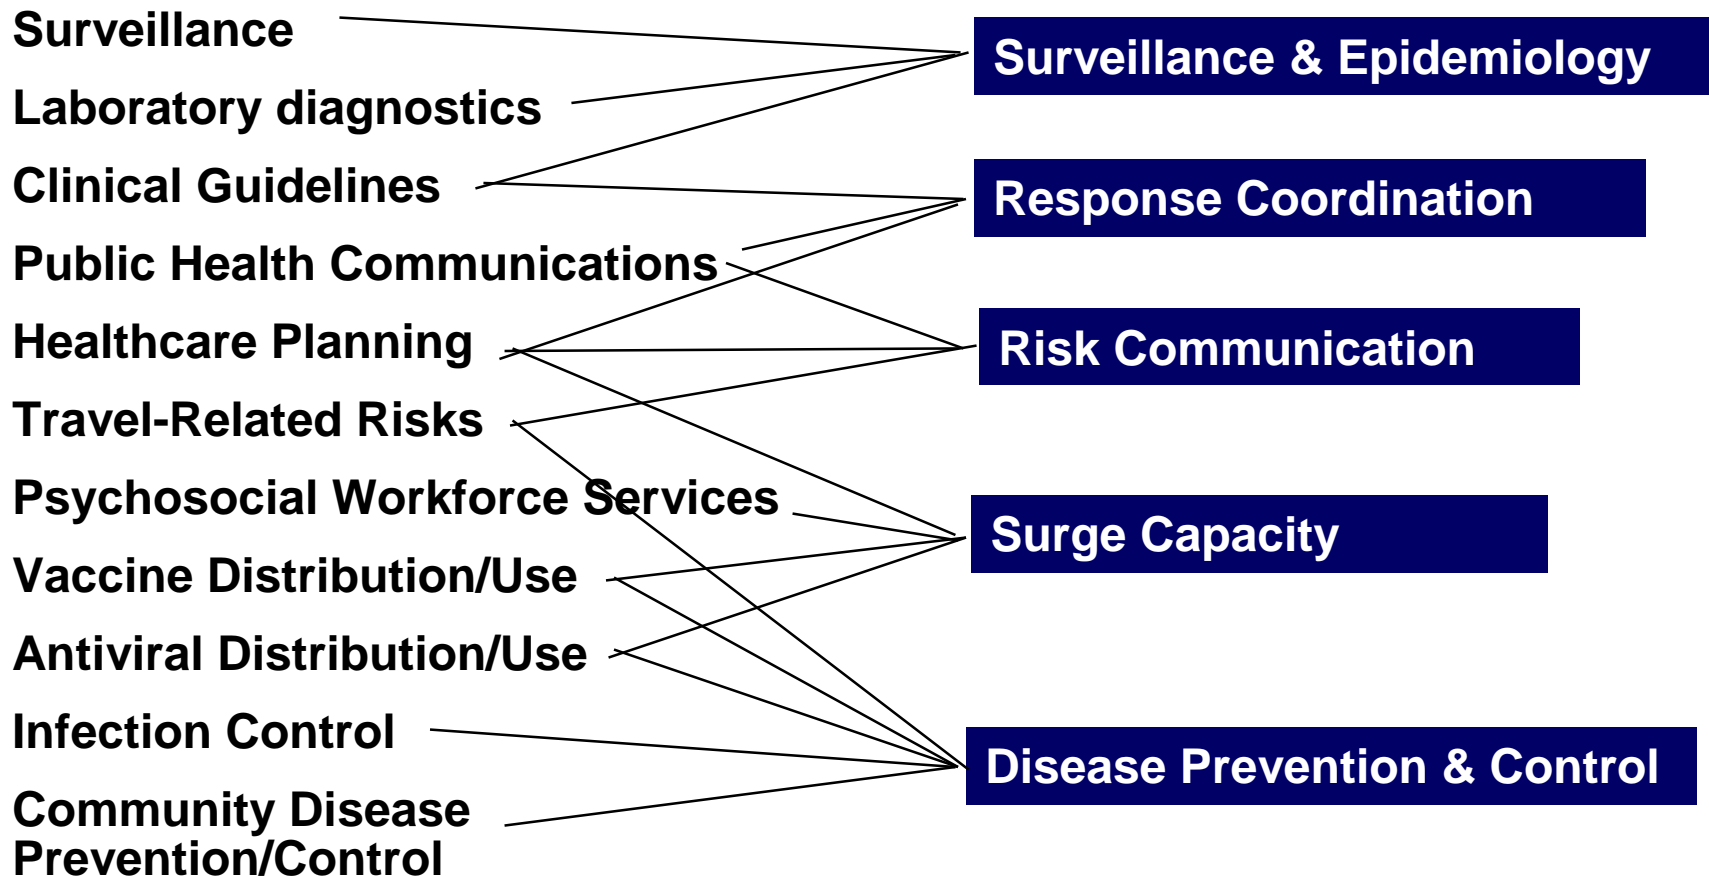 Surveillance
Laboratory diagnostics
Clinical Guidelines
Public Health Communications
Healthcare Planning
Travel-Related Risks
Psychosocial Workforce Services
Vaccine Distribution/Use
Antiviral Distribution/Use
Infection Control
Community Disease
Prevention/Control
Surveillance & Epidemiology
Response Coordination
Risk Communication
Surge Capacity
Disease Prevention & Control